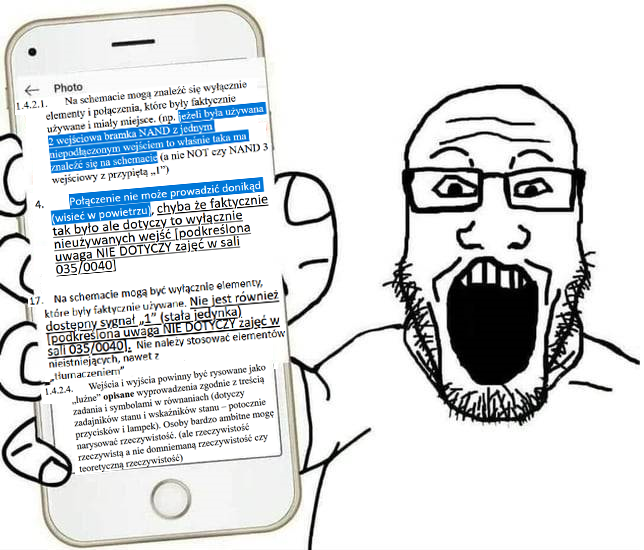 Photo
1.4.2.1. Na schemacie mogą znaleźć się wyłącznie
elementy i połączenia, które były faktycznie
używane i miały miejsce. (np. jeżeli była używana
2 wejściowa bramka NAND z jednym
niepodłączonym wejściem to właśnie taka ma
znaleźć się na schemacie (a nie NOT czy NAND 3
wejściowy z przypiętą „1”)
4. Połączenie nie może prowadzić donikąd
(wisieć w powietrzu), chyba że faktycznie
tak było ale dotyczy to wyłącznie
nieużywanych wejść [podkreślona
uwaga NIE DOTYCZY zajęć w sali
035/0040]
17. Na schemacie mogą być wyłącznie elementy,
które były faktycznie używane. Nie jest również
dostępny sygnał „1” (stała jedynka)
[podkreślona uwaga NIE DOTYCZY zajęć w
sali 035/0040]. Nie należy stosować elementów
nieistniejących, nawet z
„tłumaczeniem”
1.4.2.4. Wejścia i wyjścia powinny być rysowane jako
„luźne” opisane wyprowadzenia zgodnie z treścią
zadania i symbolami w równaniach (dotyczy
zadajników stanu i wskaźników stanu – potocznie
przycisków i lampek). Osoby bardzo ambitne mogę
narysować rzeczywistość. (ale rzeczywistość
rzeczywistą a nie domniemaną rzeczywistość czy
teoretyczną rzeczywistość)